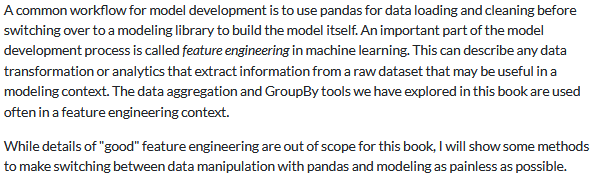 A common workflow for model development is to use pandas for data loading and cleaning before
switching over to a modeling library to build the model itself. An important part of the model
development process is called feature engineering in machine learning. This can describe any data
transformation or analytics that extract information from a raw dataset that may be useful in a
modeling context. The data aggregation and GroupBy tools we have explored in this book are used
often in a feature engineering context.
While details of "good" feature engineering are out of scope for this book, I will show some methods
to make switching between data manipulation with pandas and modeling as painless as possible.